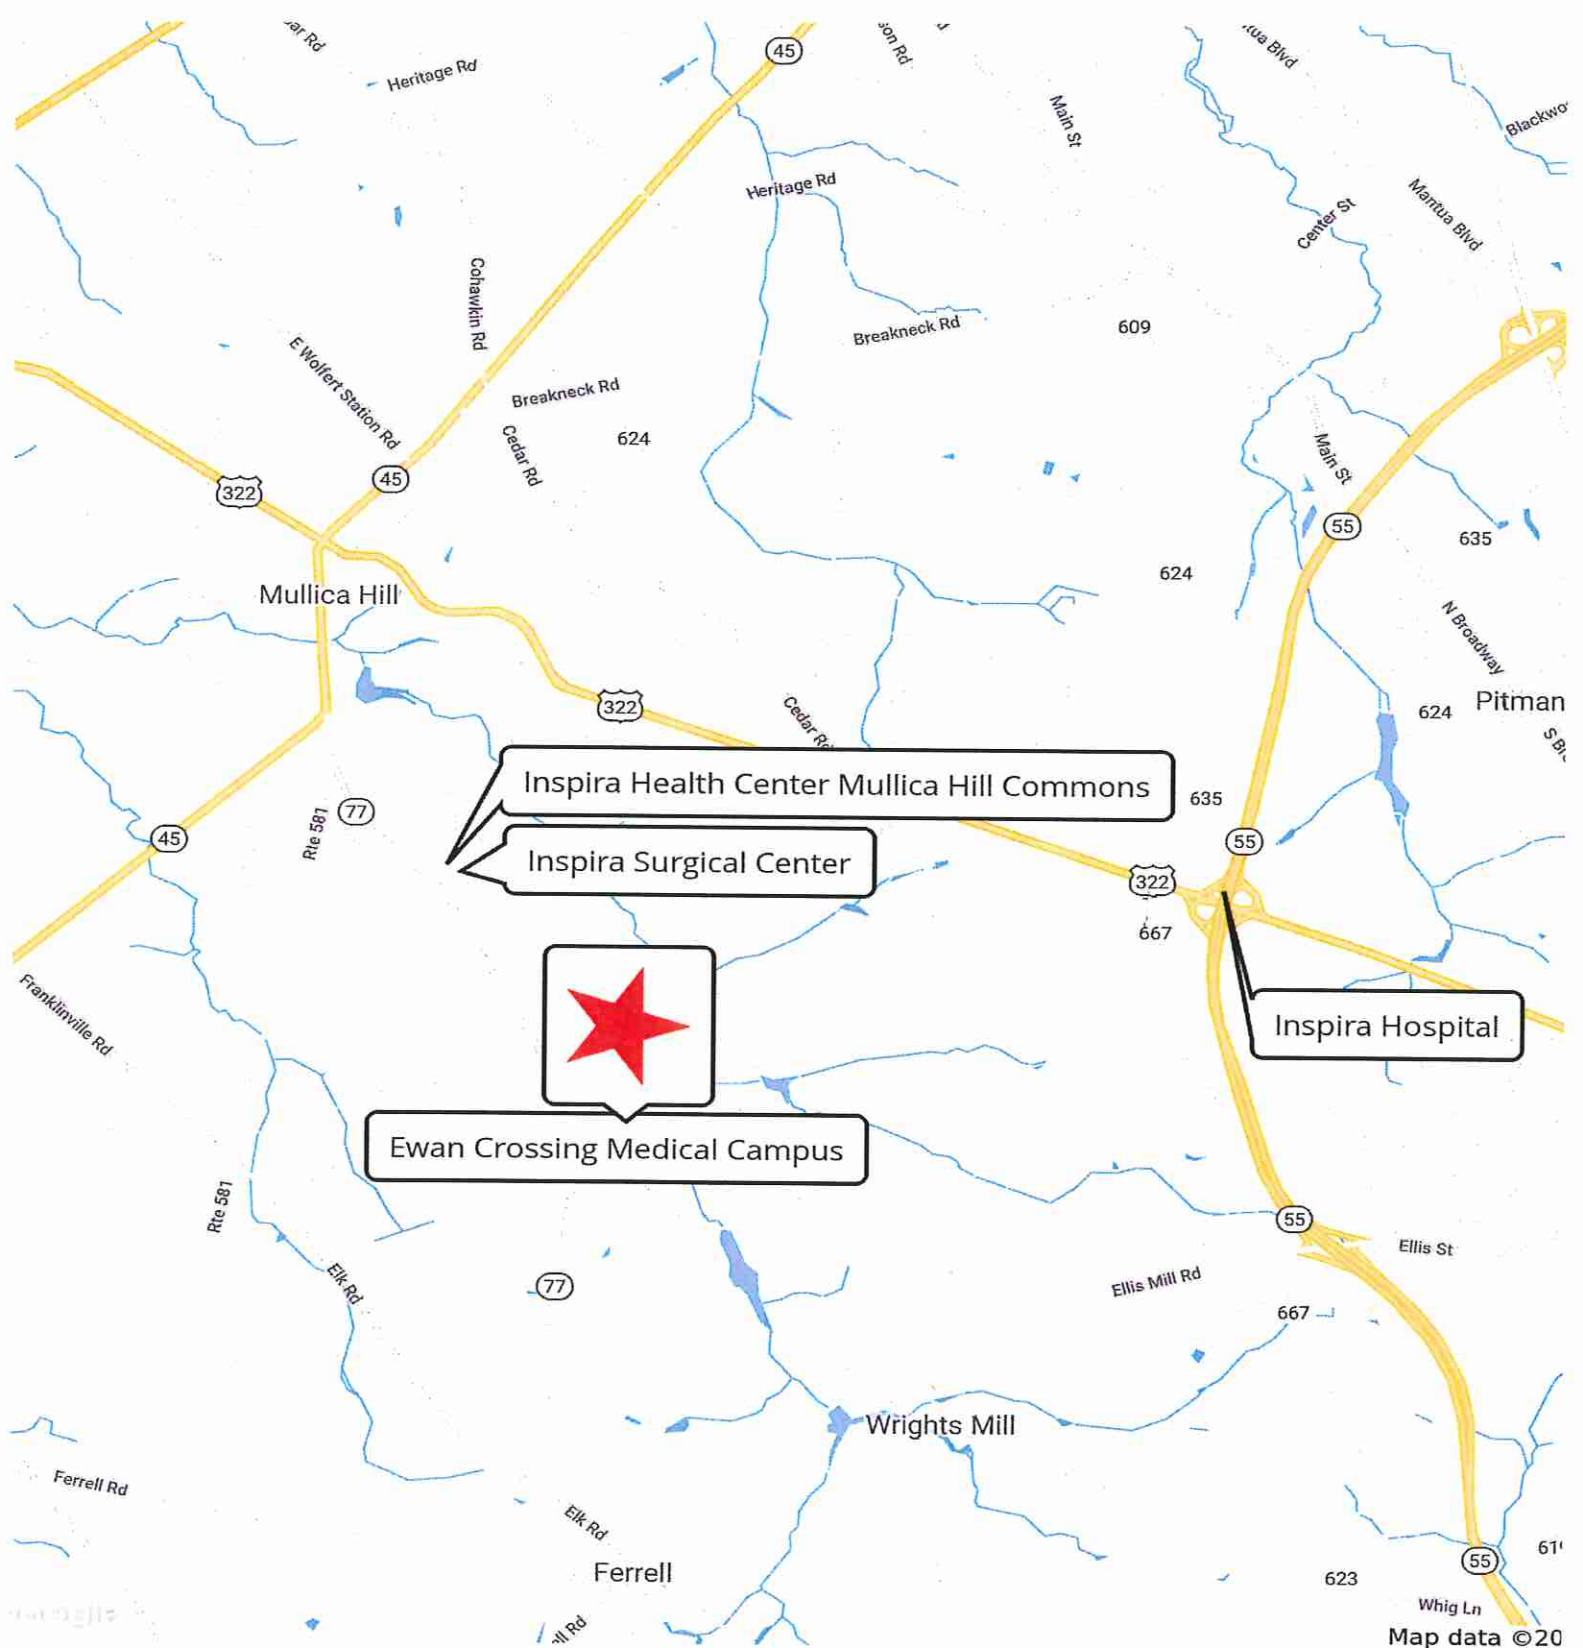 45
Heritage Rd
Main St
Heritage Rd
Center St
Mantua Blvd
Cohawkin Rd
Breakneck Rd
609
E Wolfert Station Rd
Breakneck Rd
Cedar Rd
624
Main St
45
322
55
635
624
Mullica Hill
N Broadway
Pitman
624
322
Cedar Rd
Inspira Health Center Mullica Hill Commons
635
77
Rte 581
45
55
Inspira Surgical Center
322
667
Franklinville Rd
Inspira Hospital
Ewan Crossing Medical Campus
Rte 581
55
Ellis St
Elk Rd
77
Ellis Mill Rd
667
Wrights Mill
Ferrell Rd
Elk Rd
Ferrell
55
623
Whig Ln
Map data ©20